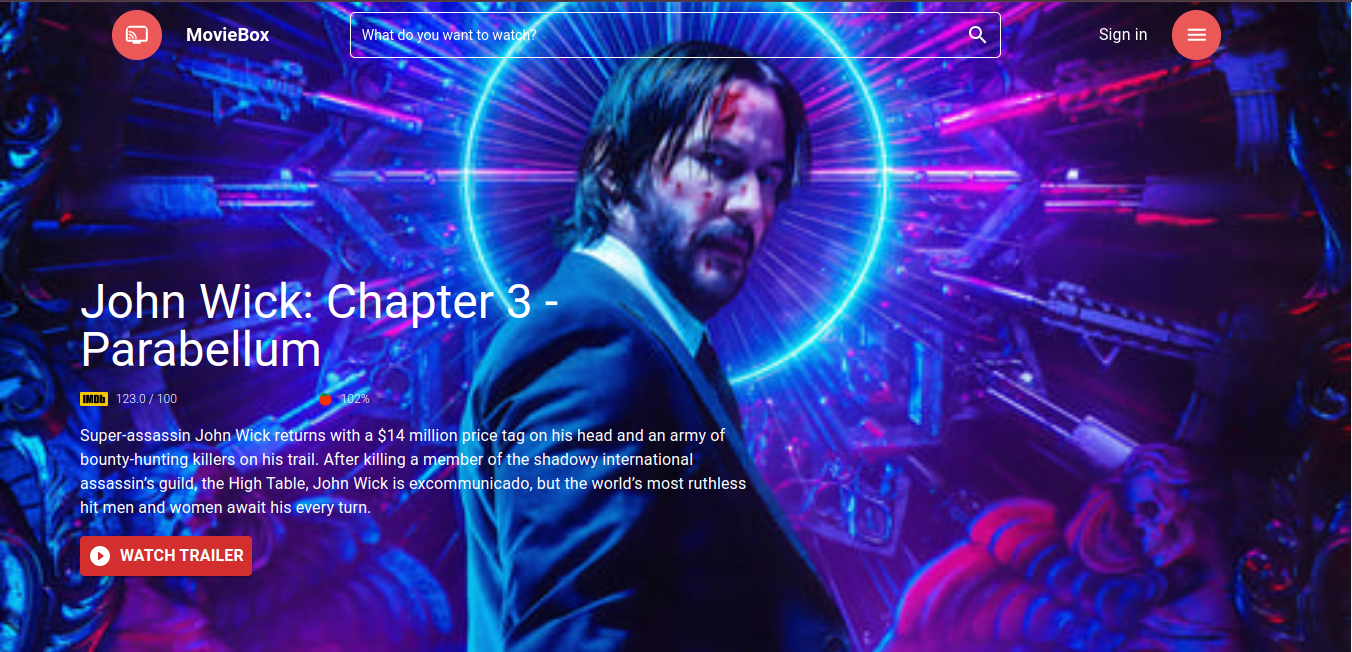 MovieBox
What do you want to watch?
Sign in
John Wick: Chapter 3 -
Parabellum
IMDb 123.0 / 100 102%
Super-assassin John Wick returns with a $14 million price tag on his head and an army of
bounty-hunting killers on his trail. After killing a member of the shadowy international
assassin's guild, the High Table, John Wick is excommunicado, but the world's most ruthless
hit men and women await his every turn.
WATCH TRAILER